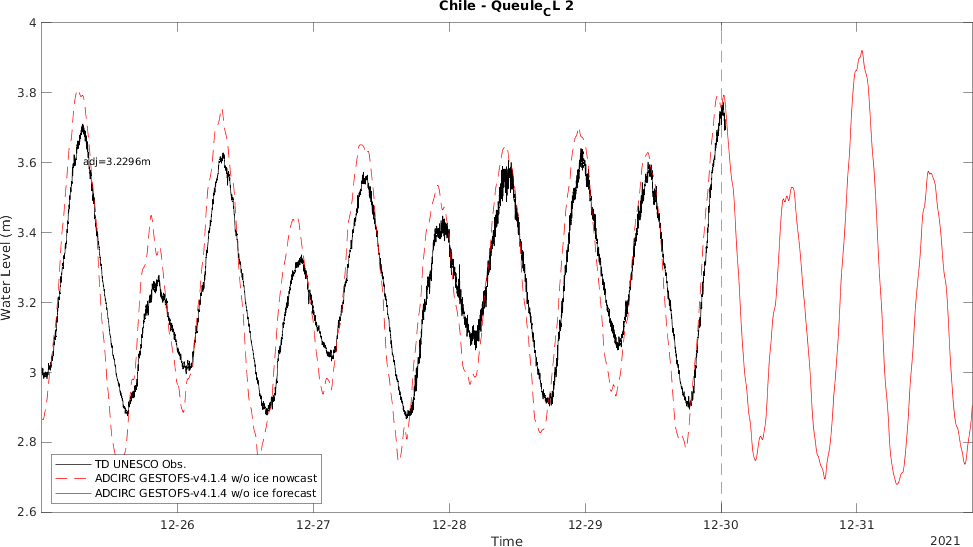 Chile - Queule_CL 2
4
3.8
3.6
3.4
3.2
3
2.8
2.6
Water Level (m)
adj=3.2296m
TD UNESCO Obs.
ADCIRC GESTOFS-v4.1.4 w/o ice nowcast
ADCIRC GESTOFS-v4.1.4 w/o ice forecast
12-26
12-27
12-28
12-29
12-30
12-31
Time
2021